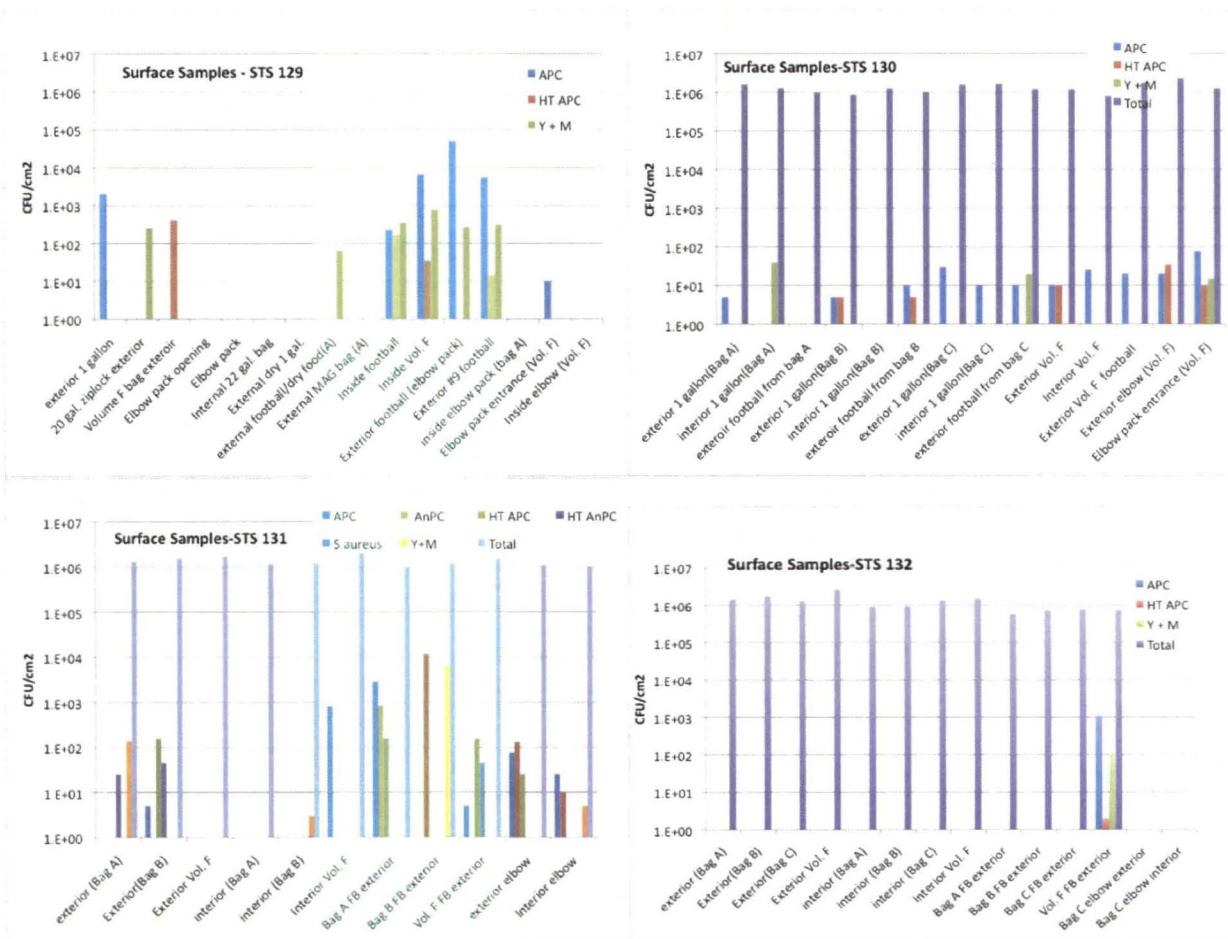 Surface Samples - STS 129
APC
HT APC
Y + M
1.E+07
1.E+06
1.E+05
1.E+04
1.E+03
1.E+02
1.E+01
1.E+00
CFU/cm2
exterior 1 gallon
20 gal. ziplock exterior
Volume F bag exteroir
Elbow pack opening
Elbow pack
Internal 22 gal. bag
External dry 1 gal.
external football/dry food(A)
External MAG bag (A)
Inside football
Inside Vol. F
Exterior football (elbow pack)
Exterior #9 football
inside elbow pack (bag A)
Elbow pack entrance (Vol. F)
Inside elbow (Vol. F)
Surface Samples-STS 130
APC
HT APC
Y + M
Total
1.E+07
1.E+06
1.E+05
1.E+04
1.E+03
1.E+02
1.E+01
1.E+00
CFU/cm2
exterior 1 gallon(Bag A)
interior 1 gallon(Bag A)
exteroir football from bag A
exterior 1 gallon(Bag B)
interior 1 gallon(Bag B)
exteroir football from bag B
exterior 1 gallon(Bag C)
interior 1 gallon(Bag C)
exterior football from bag C
Exterior Vol. F
Interior Vol. F
Exterior Vol. F football
Exterior elbow (Vol. F)
Elbow pack entrance (Vol. F)
Surface Samples-STS 131
APC AnPC HT APC HT AnPC
S aureus Y+M Total
1.E+07
1.E+06
1.E+05
1.E+04
1.E+03
1.E+02
1.E+01
1.E+00
CFU/cm2
exterior (Bag A)
Exterior(Bag B)
Exterior Vol. F
interior (Bag A)
interior (Bag B)
Interior Vol. F
Bag A FB exterior
Bag B FB exterior
Vol. F FB exterior
exterior elbow
Interior elbow
Surface Samples-STS 132
APC
HT APC
Y + M
Total
1.E+07
1.E+06
1.E+05
1.E+04
1.E+03
1.E+02
1.E+01
1.E+00
CFU/cm2
exterior (Bag A)
Exterior(Bag B)
Exterior(Bag C)
Exterior Vol. F
interior (Bag A)
interior (Bag B)
interior (Bag C)
Interior Vol. F
Bag A FB exterior
Bag B FB exterior
Bag C FB exterior
Vol. F FB exterior
Bag C elbow exterior
Bag C elbow interior